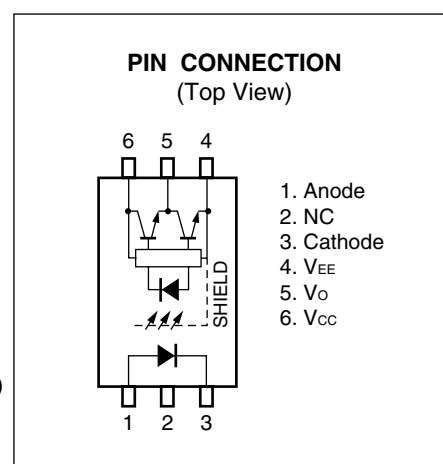 PIN CONNECTION
(Top View)
6 5 4
SHIELD
1 2 3
1. Anode
2. NC
3. Cathode
4. VEE
5. VO
6. VCC
)